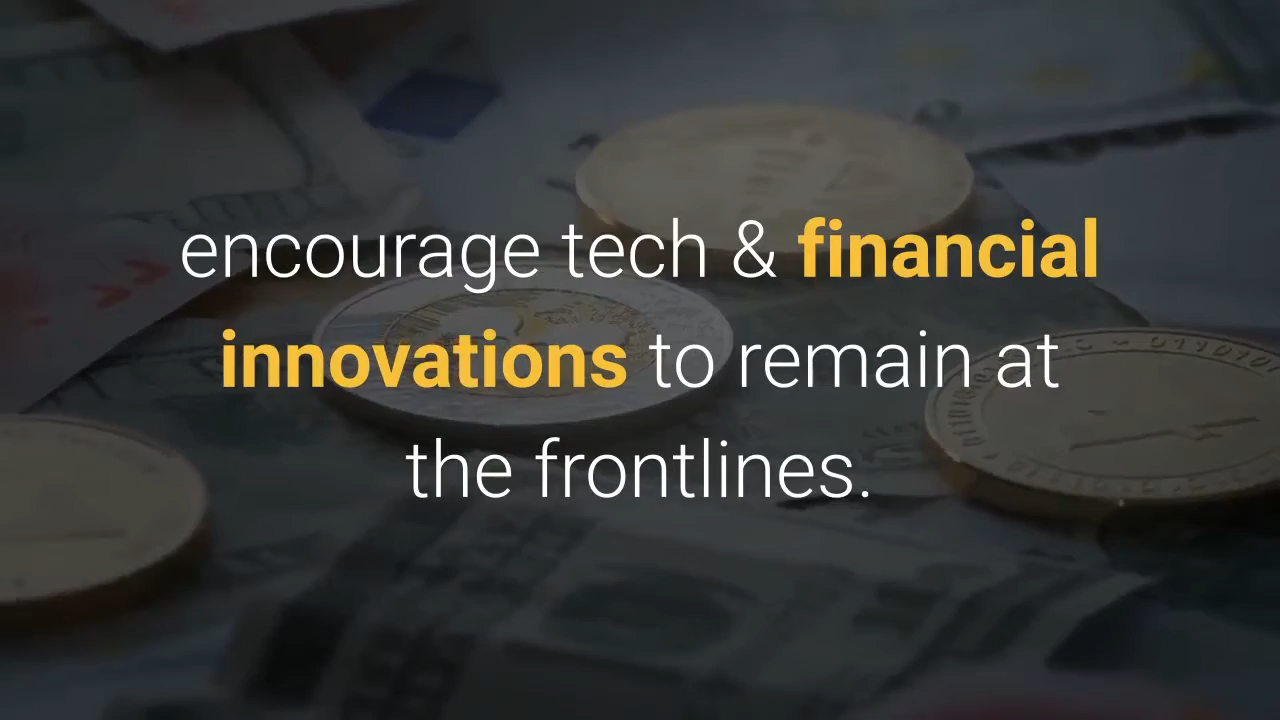 encourage tech & financial
innovations to remain at
the frontlines.